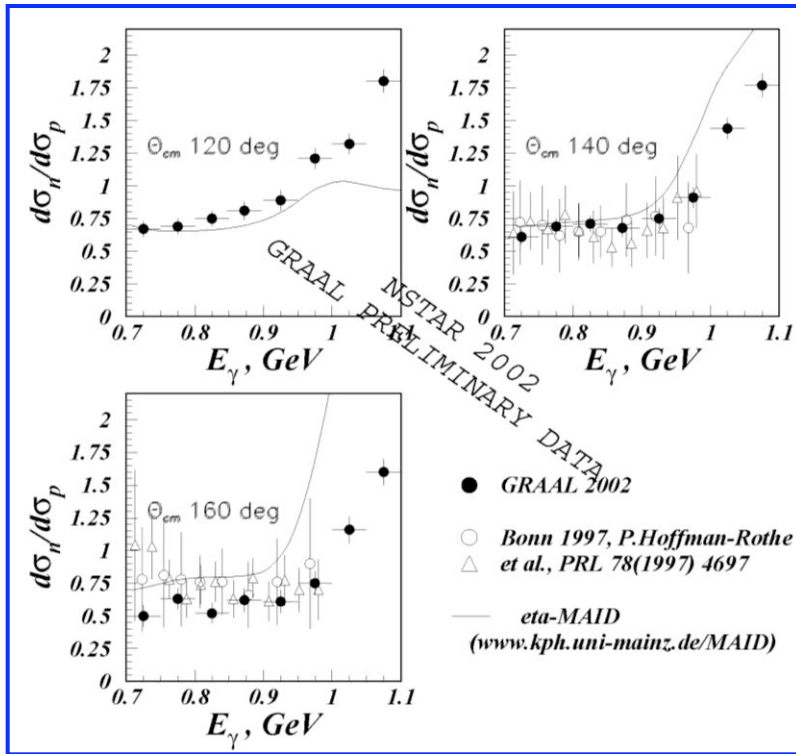 2
1.75
1.5
1.25
1
0.75
0.5
0.25
0
dσn/dσp
Θcm 120 deg
0.7 0.8 0.9 1 1.1
Eγ , GeV
2
1.75
1.5
1.25
1
0.75
0.5
0.25
0
dσn/dσp
Θcm 140 deg
0.7 0.8 0.9 1 1.1
Eγ , GeV
NSTAR 2002
GRAAL PRELIMINARY DATA
2
1.75
1.5
1.25
1
0.75
0.5
0.25
0
dσn/dσp
Θcm 160 deg
0.7 0.8 0.9 1 1.1
Eγ , GeV
GRAAL 2002
Bonn 1997, P.Hoffman-Rothe
et al., PRL 78(1997) 4697
eta-MAID
(www.kph.uni-mainz.de/MAID)